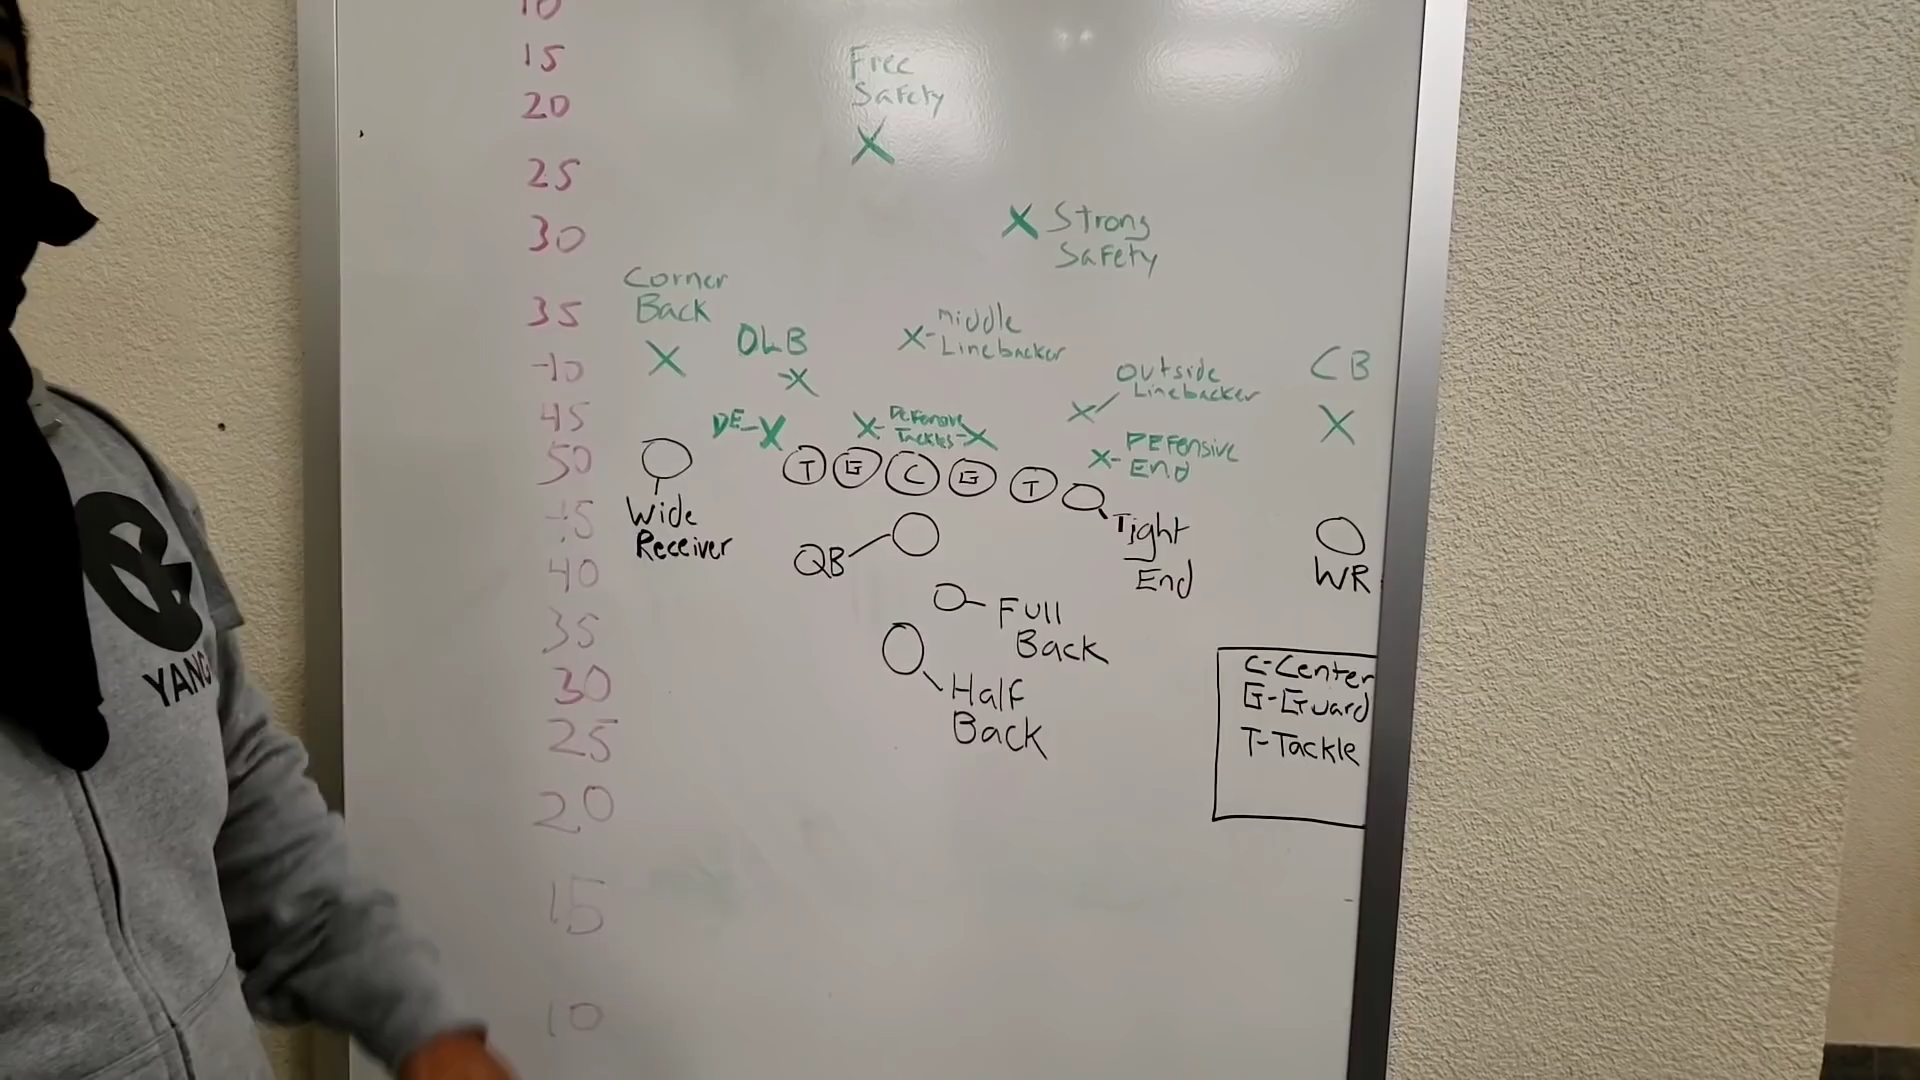 10
15
20
25
30
35
40
45
50
45
40
35
30
25
20
15
10
Free
Safety
X
X Strong
Safety
Corner
Back
X
OLB
-X
X- Middle
Linebacker
Outside
Linebacker
X
CB
X
DE-X
X- Defensive
Tackles-X
X- DEFensive
End
T G C G T
Wide
Receiver
QB
Tight
End
WR
Full
Back
Half
Back
C-Center
G-Guard
T-Tackle
YANG